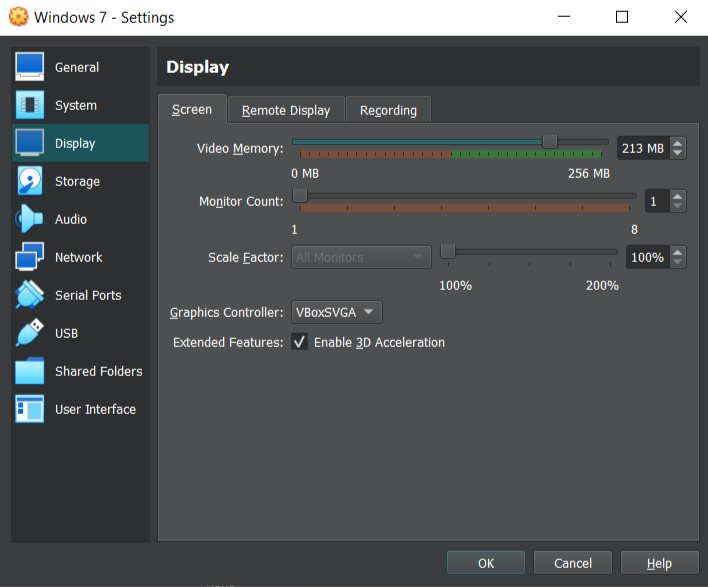 Windows 7 - Settings
General
System
Display
Storage
Audio
Network
Serial Ports
USB
Shared Folders
User Interface
Display
Screen Remote Display Recording
Video Memory: 213 MB
0 MB 256 MB
Monitor Count: 1
1 8
Scale Factor: All Monitors 100%
100% 200%
Graphics Controller: VBoxSVGA
Extended Features: Enable 3D Acceleration
OK Cancel Help